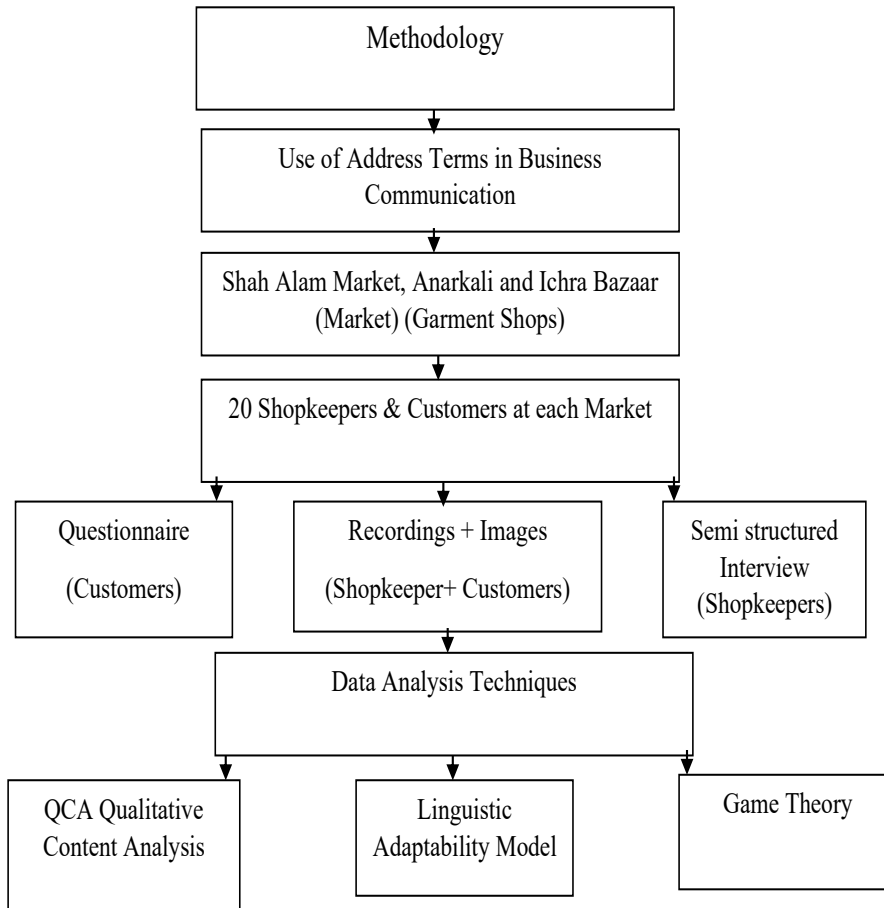 Methodology
Use of Address Terms in Business
Communication
Shah Alam Market, Anarkali and Ichra Bazaar
(Market) (Garment Shops)
20 Shopkeepers & Customers at each Market
Questionnaire
(Customers)
Recordings + Images
(Shopkeeper+ Customers)
Semi structured
Interview
(Shopkeepers)
Data Analysis Techniques
QCA Qualitative
Content Analysis
Linguistic
Adaptability Model
Game Theory